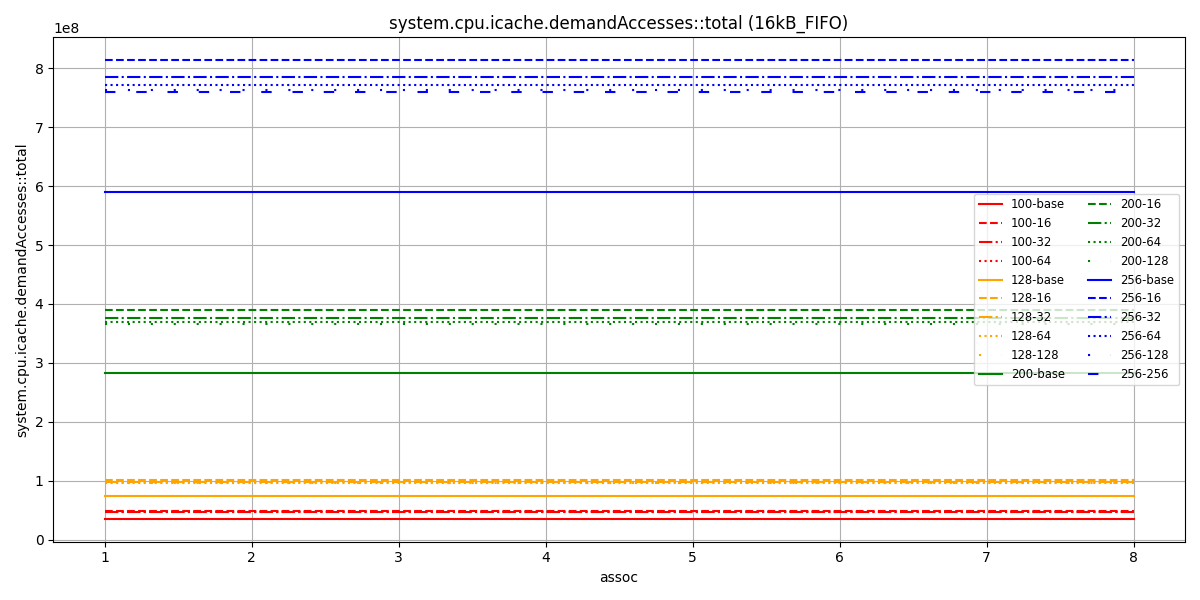 system.cpu.icache.demandAccesses::total (16kB_FIFO)
1e8
system.cpu.icache.demandAccesses::total
8
7
6
5
4
3
2
1
0
100-base
100-16
100-32
100-64
128-base
128-16
128-32
128-64
128-128
200-base
200-16
200-32
200-64
200-128
256-base
256-16
256-32
256-64
256-128
256-256
1 2 3 4 5 6 7 8
assoc